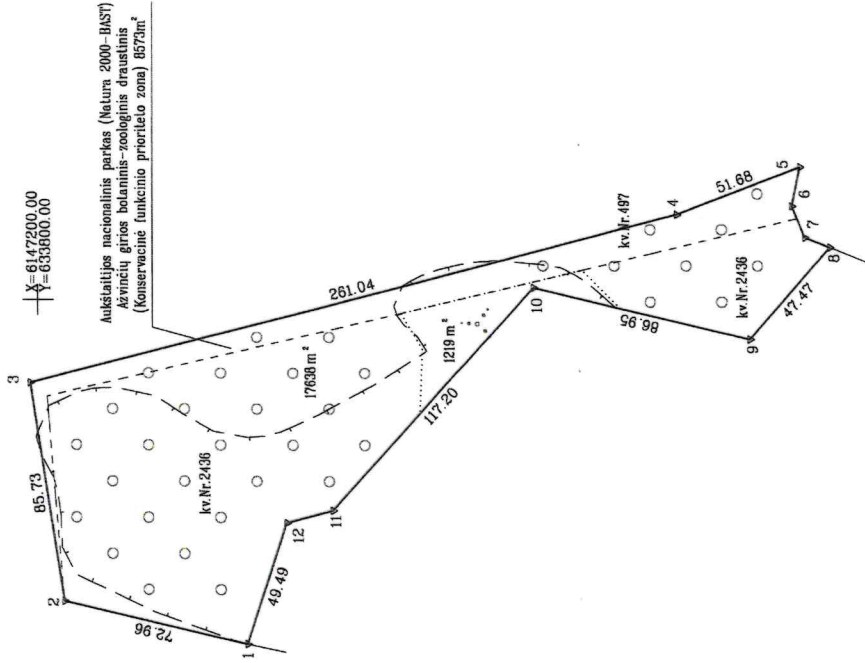 X=6147200.00
Y=633800.00
Aukštaitijos nacionalinis parkas (Natura 2000-BAST)
Ažvinčių girios botaninis-zoologinis draustinis
(Konservacinė funkcinio prioriteto zona) 8573m²
3
85.73
2
72.96
1
49.49
12
11
kv.Nr.2436
17638 m²
261.04
117.20
1219 m²
10
86.95
kv.Nr.497
4
51.68
5
6
7
8
kv.Nr.2436
47.47
9